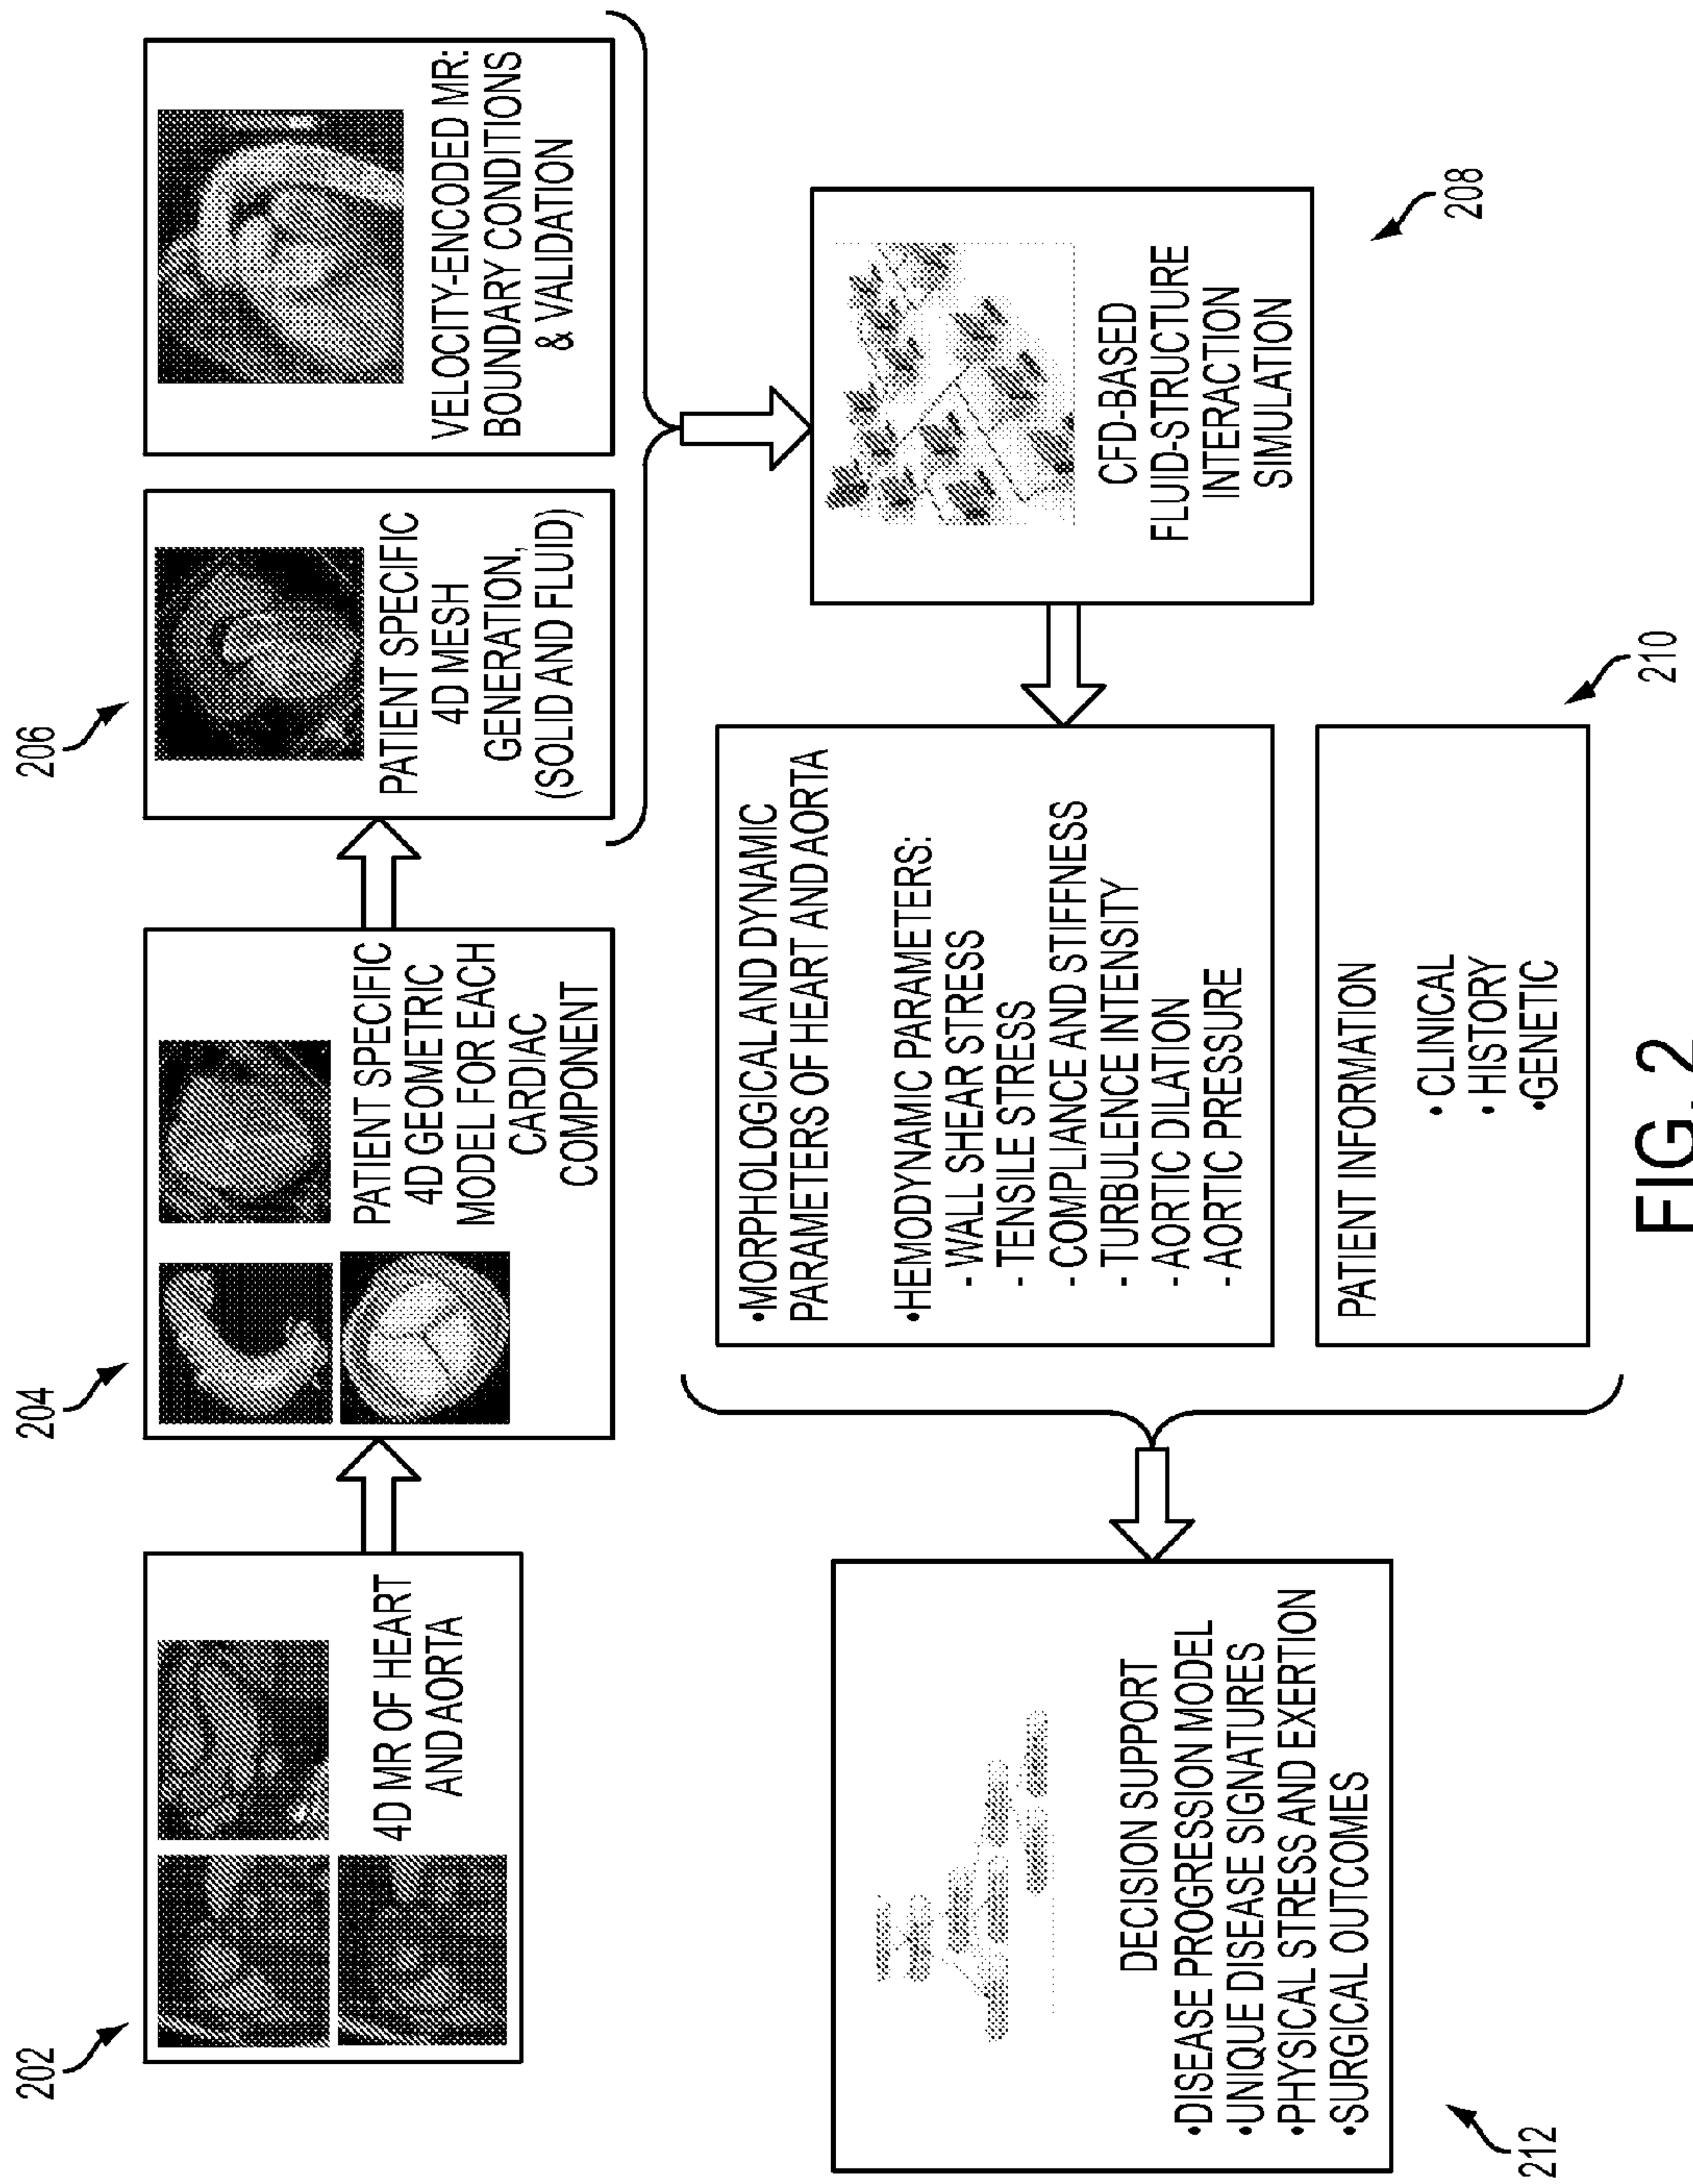 202
4D MR OF HEART
AND AORTA
204
PATIENT SPECIFIC
4D GEOMETRIC
MODEL FOR EACH
CARDIAC
COMPONENT
206
PATIENT SPECIFIC
4D MESH
GENERATION,
(SOLID AND FLUID)
VELOCITY-ENCODED MR:
BOUNDARY CONDITIONS
& VALIDATION
CFD-BASED
FLUID-STRUCTURE
INTERACTION
SIMULATION
208
•MORPHOLOGICAL AND DYNAMIC
PARAMETERS OF HEART AND AORTA
•HEMODYNAMIC PARAMETERS:
- WALL SHEAR STRESS
- TENSILE STRESS
- COMPLIANCE AND STIFFNESS
- TURBULENCE INTENSITY
- AORTIC DILATION
- AORTIC PRESSURE
PATIENT INFORMATION
• CLINICAL
• HISTORY
•GENETIC
210
DECISION SUPPORT
•DISEASE PROGRESSION MODEL
•UNIQUE DISEASE SIGNATURES
•PHYSICAL STRESS AND EXERTION
•SURGICAL OUTCOMES
212
FIG. 2